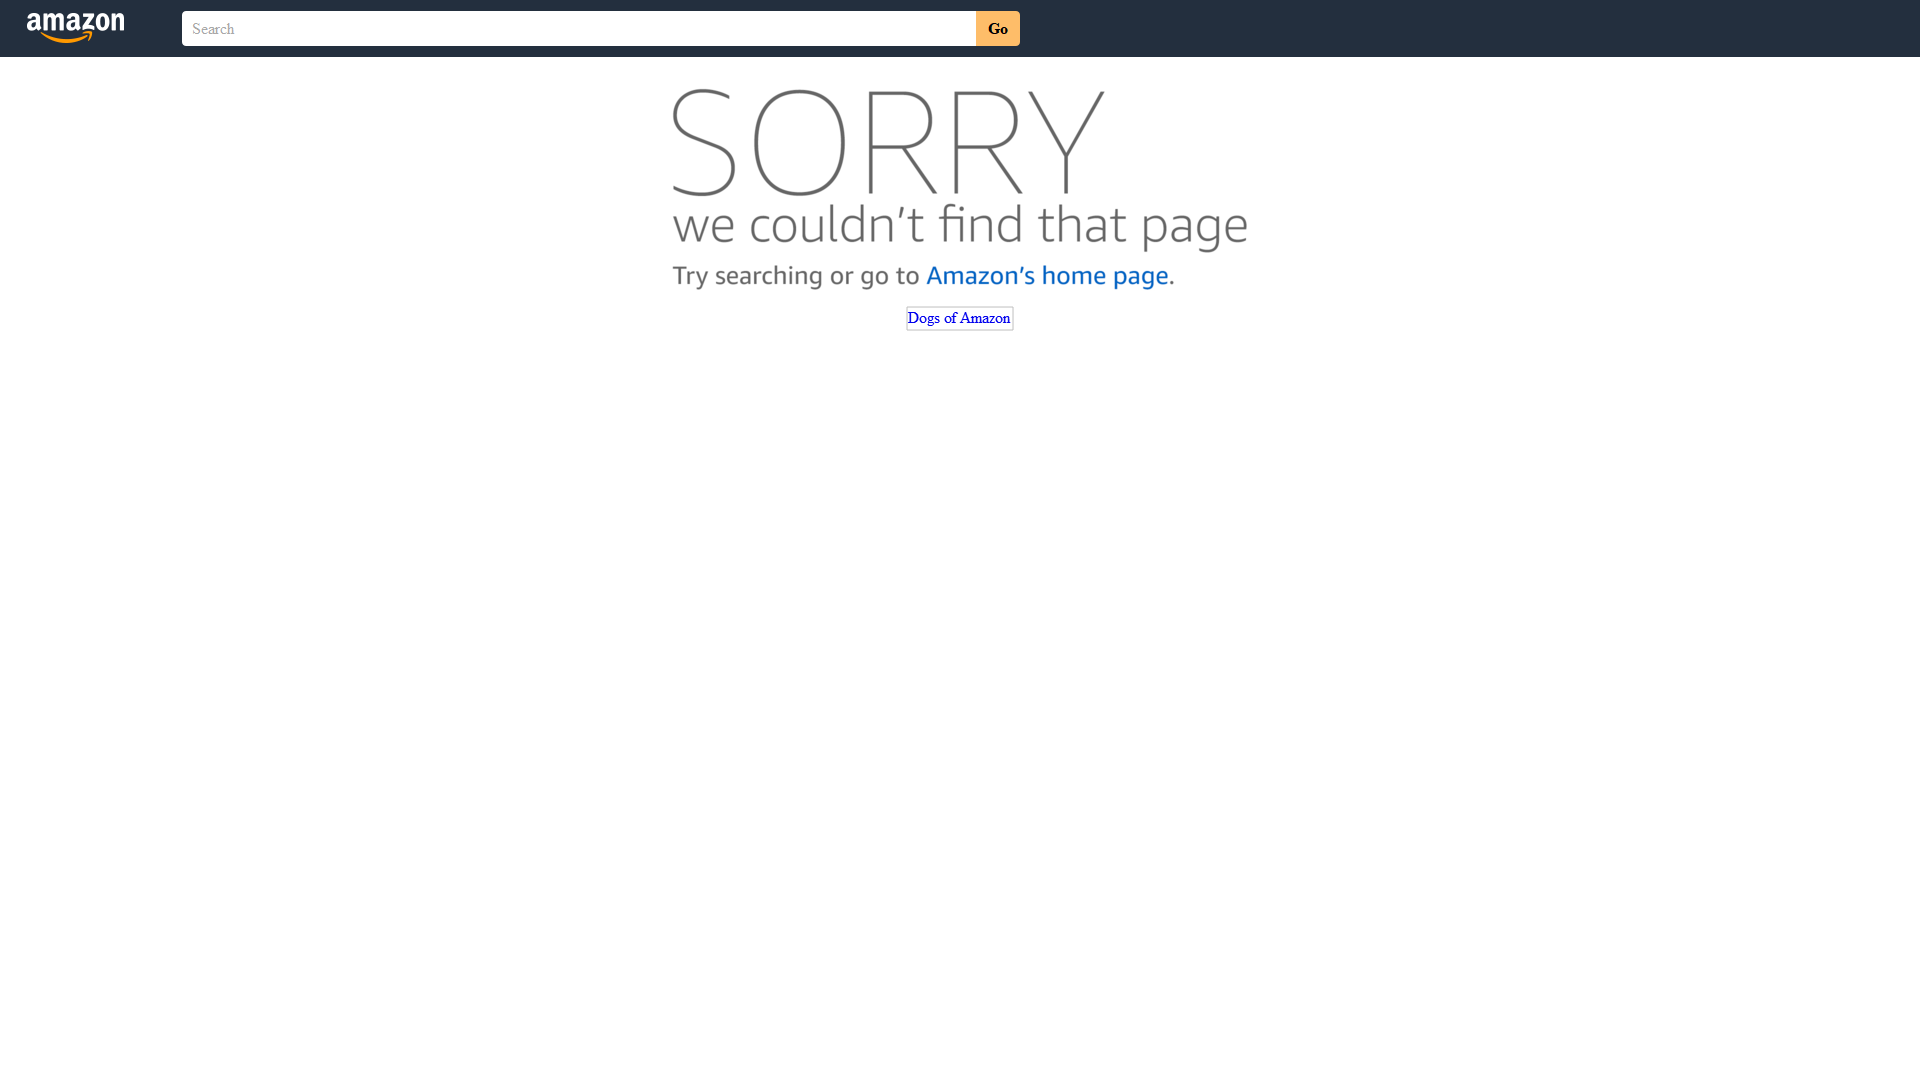 amazon
Search
Go
SORRY
we couldn't find that page
Try searching or go to Amazon's home page.
Dogs of Amazon